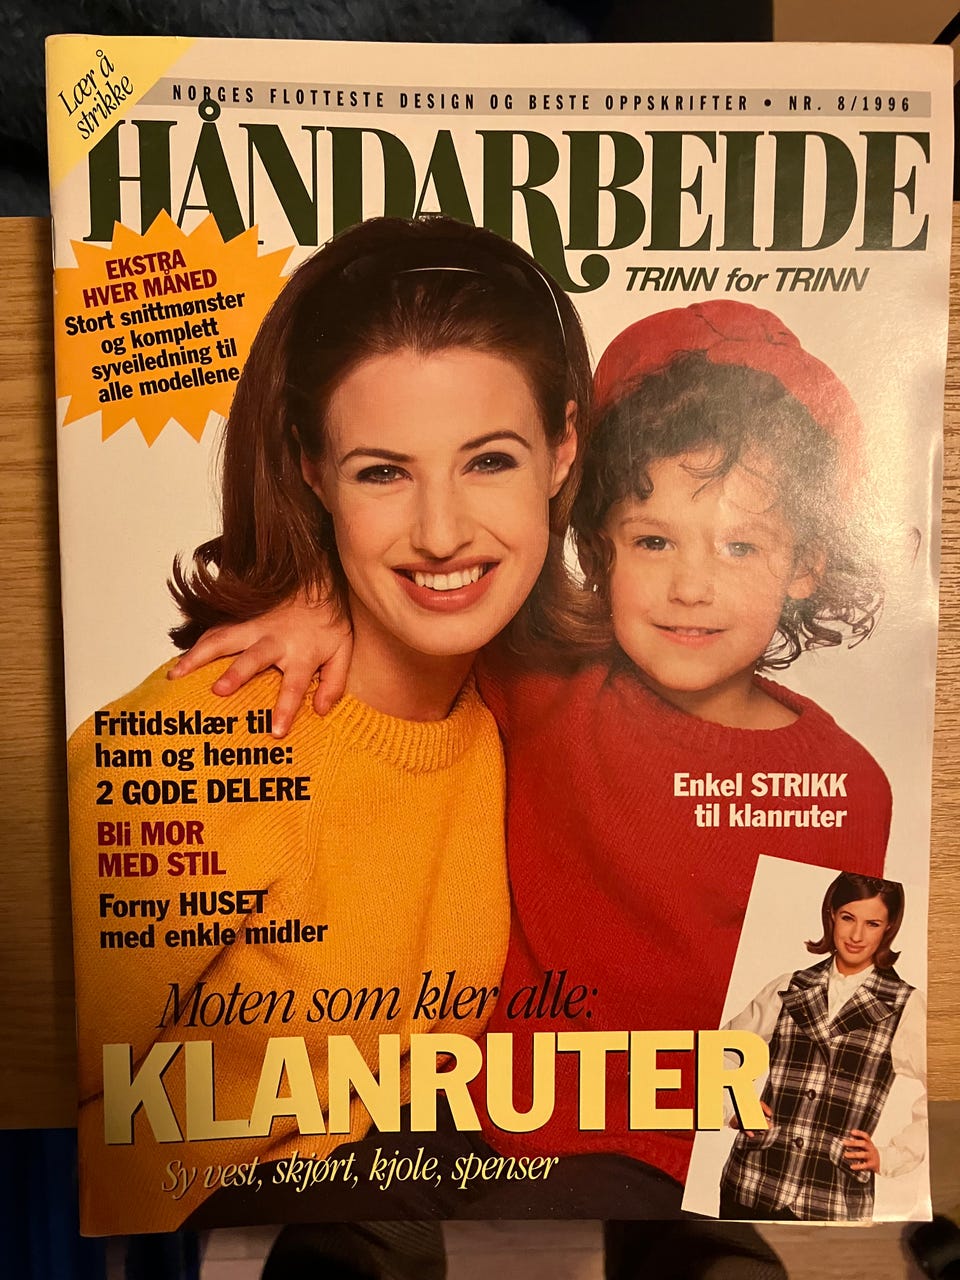 Lær å
strikke
NORGES FLOTTESTE DESIGN OG BESTE OPPSKRIFTER • NR. 8/1996
HÅNDARBEIDE
TRINN for TRINN
EKSTRA
HVER MÅNED
Stort snittmønster
og komplett
syveiledning til
alle modellene
Fritidsklær til
ham og henne:
2 GODE DELERE
Bli MOR
MED STIL
Forny HUSET
med enkle midler
Enkel STRIKK
til klanruter
Moten som kler alle:
KLANRUTER
Sy vest, skjørt, kjole, spenser